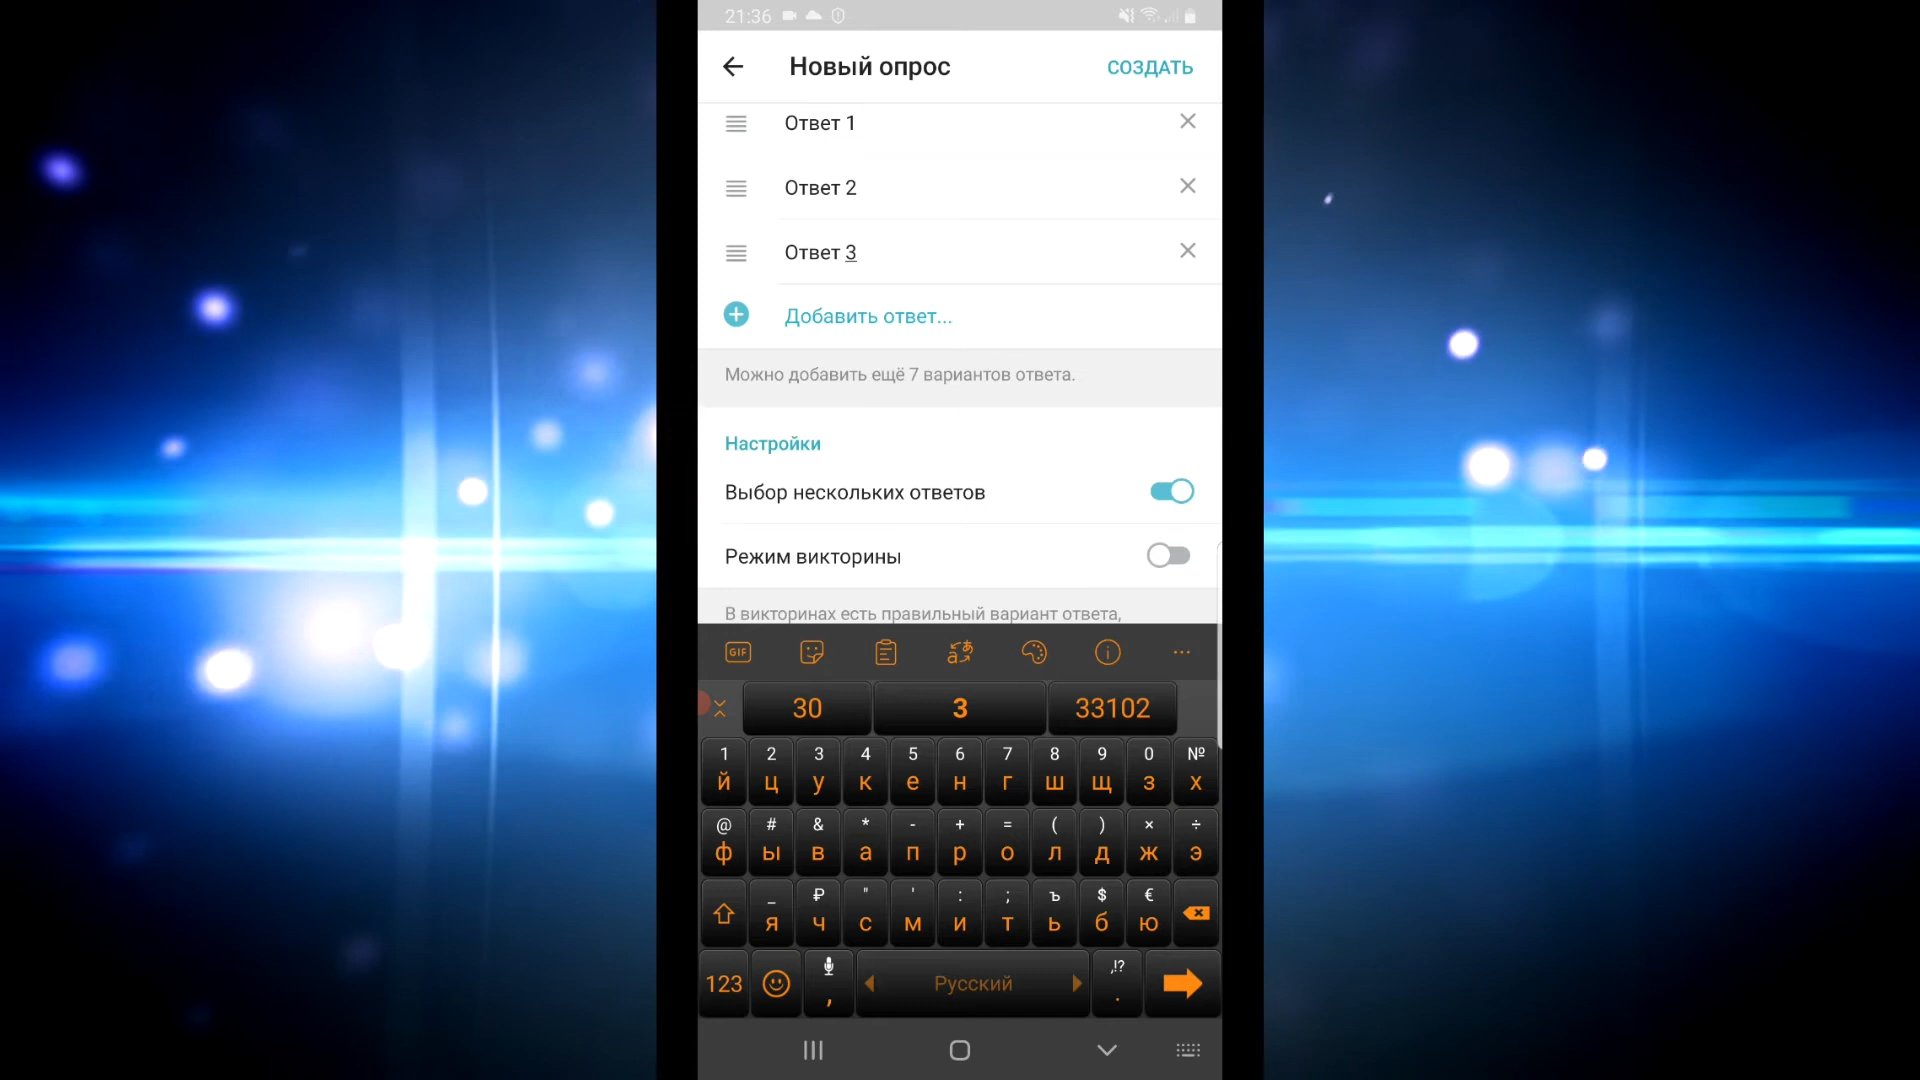 21:36
Новый опрос
СОЗДАТЬ
Ответ 1
Ответ 2
Ответ 3
Добавить ответ...
Можно добавить ещё 7 вариантов ответа.
Настройки
Выбор нескольких ответов
Режим викторины
В викторинах есть правильный вариант ответа,
GIF
30 3 33102
1 2 3 4 5 6 7 8 9 0 №
й ц у к е н г ш щ з х
@ # & * - + = ( ) × ÷
ф ы в а п р о л д ж э
_ ₽ " ' : ; ъ $ €
я ч с м и т ь б ю
,!?
123 , Русский .